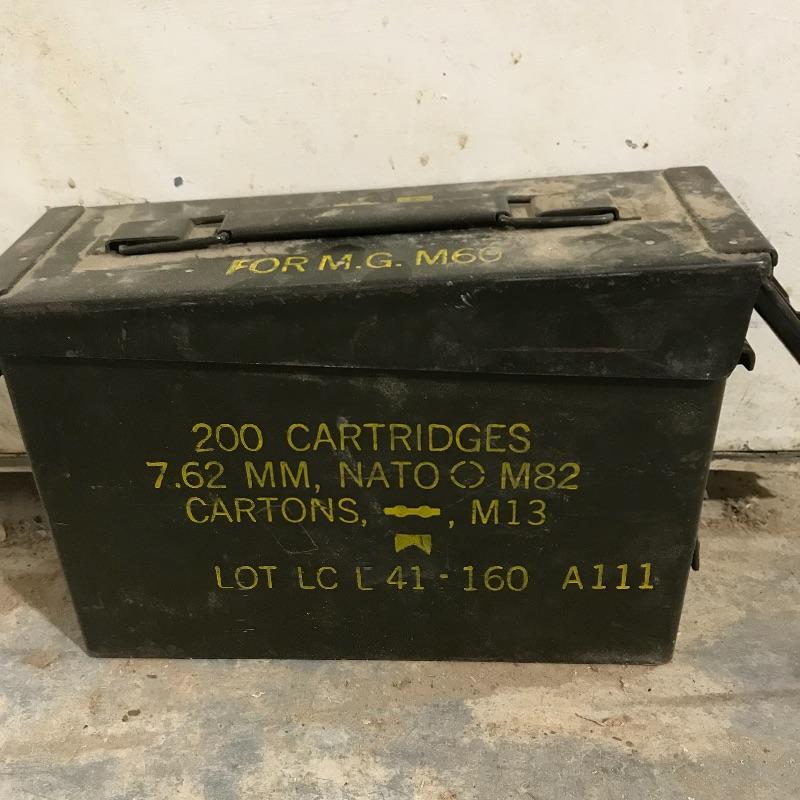 FOR M.G. M60
200 CARTRIDGES
7.62 MM, NATO M82
CARTONS, , M13
LOT LC L 41-160 A111